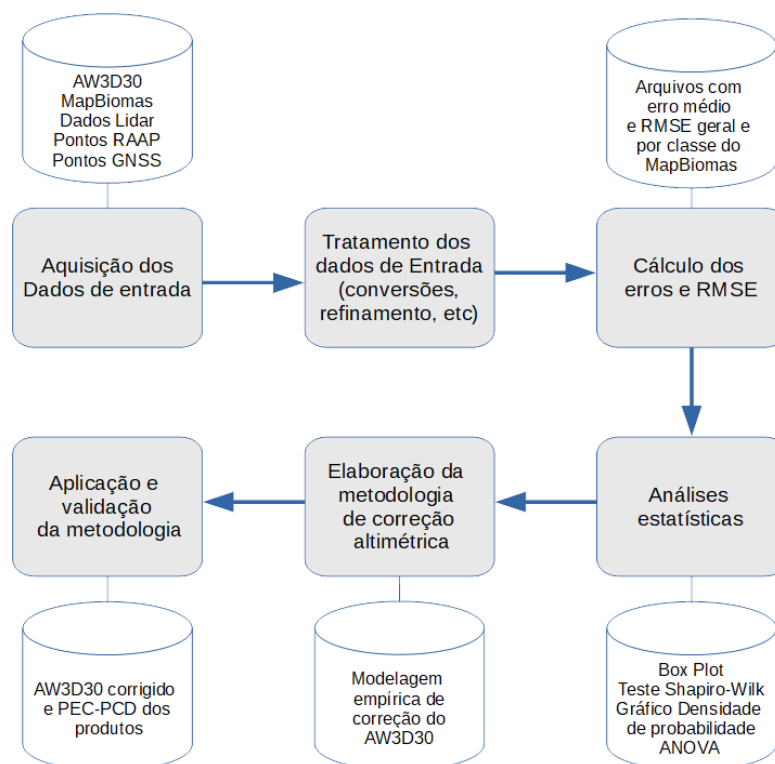 AW3D30
MapBiomas
Dados Lidar
Pontos RAAP
Pontos GNSS
Arquivos com
erro médio
e RMSE geral e
por classe do
MapBiomas
Aquisição dos
Dados de entrada
Tratamento dos
dados de Entrada
(conversões,
refinamento, etc)
Cálculo dos
erros e RMSE
Aplicação e
validação
da metodologia
Elaboração da
metodologia
de correção
altimétrica
Análises
estatísticas
AW3D30 corrigido
e PEC-PCD dos
produtos
Modelagem
empírica de
correção do
AW3D30
Box Plot
Teste Shapiro-Wilk
Gráfico Densidade
de probabilidade
ANOVA